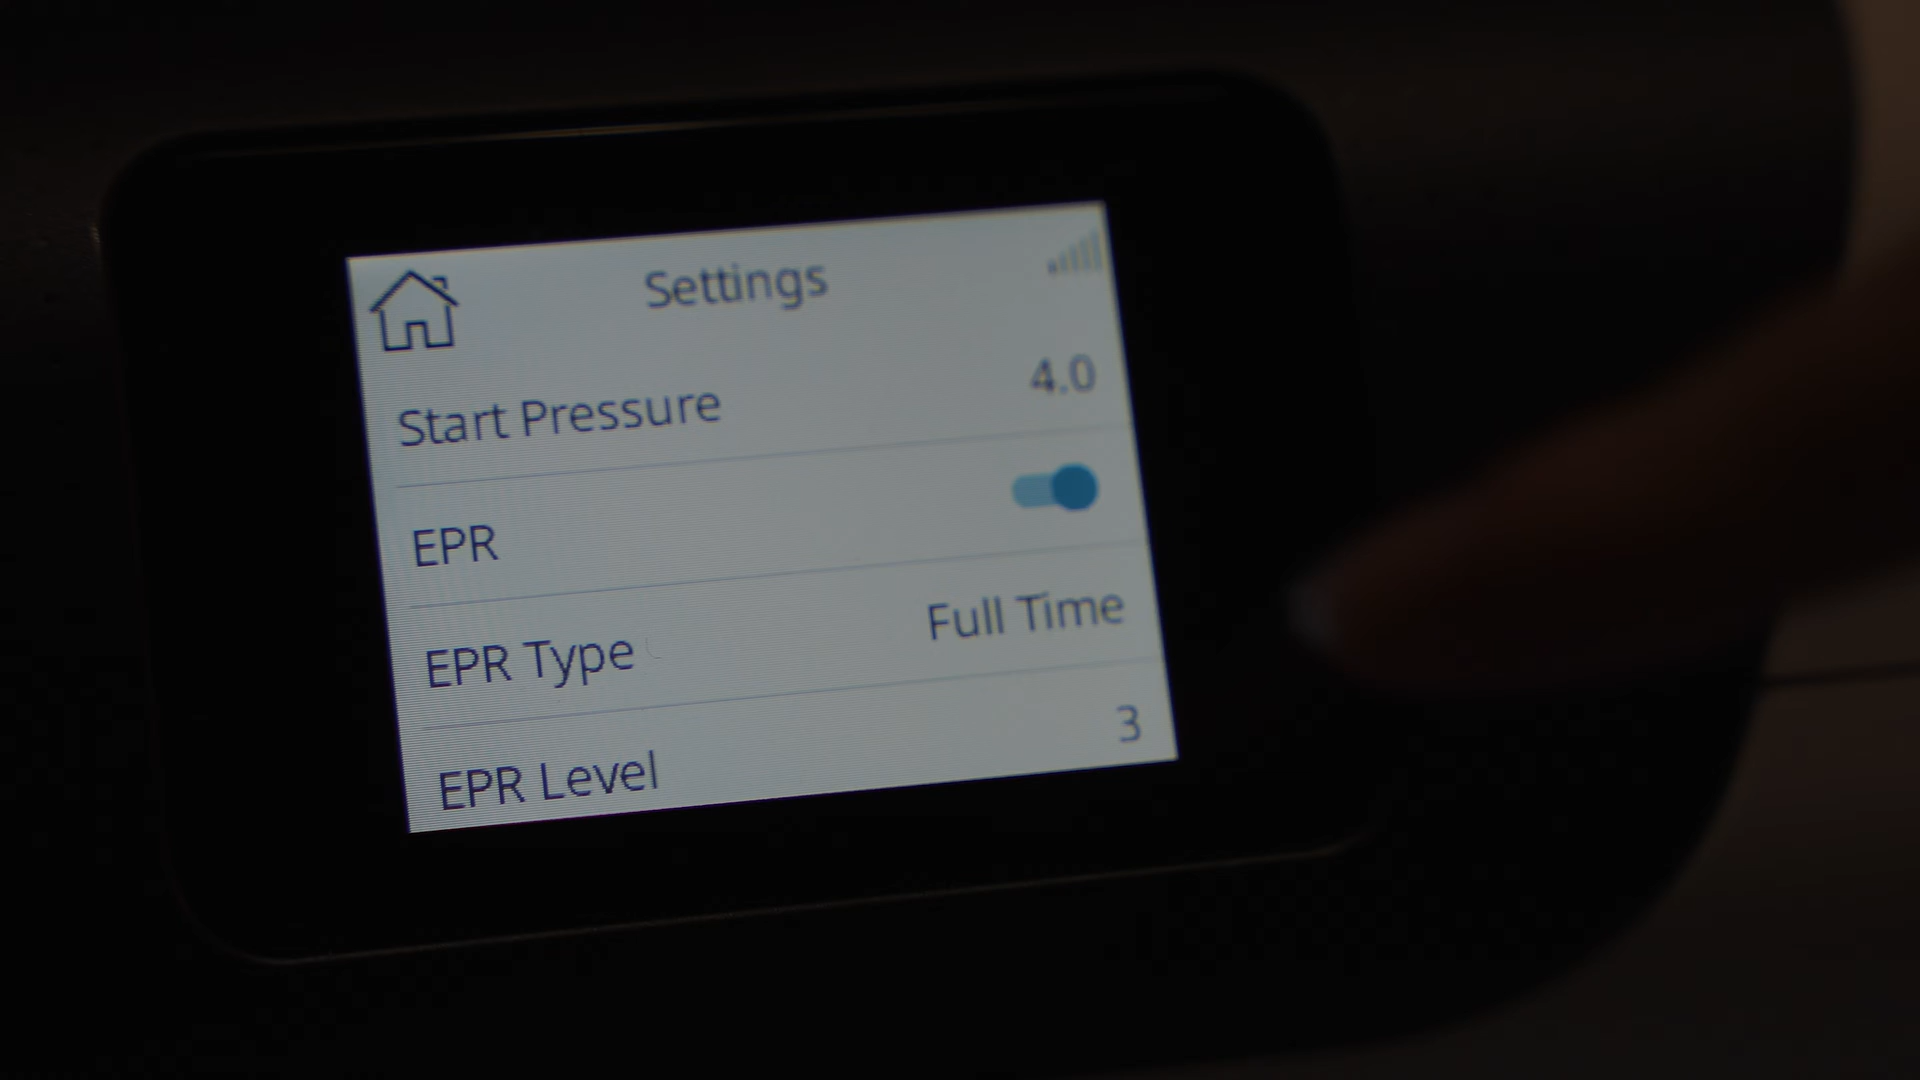 Settings
Start Pressure 4.0
EPR
EPR Type Full Time
EPR Level 3